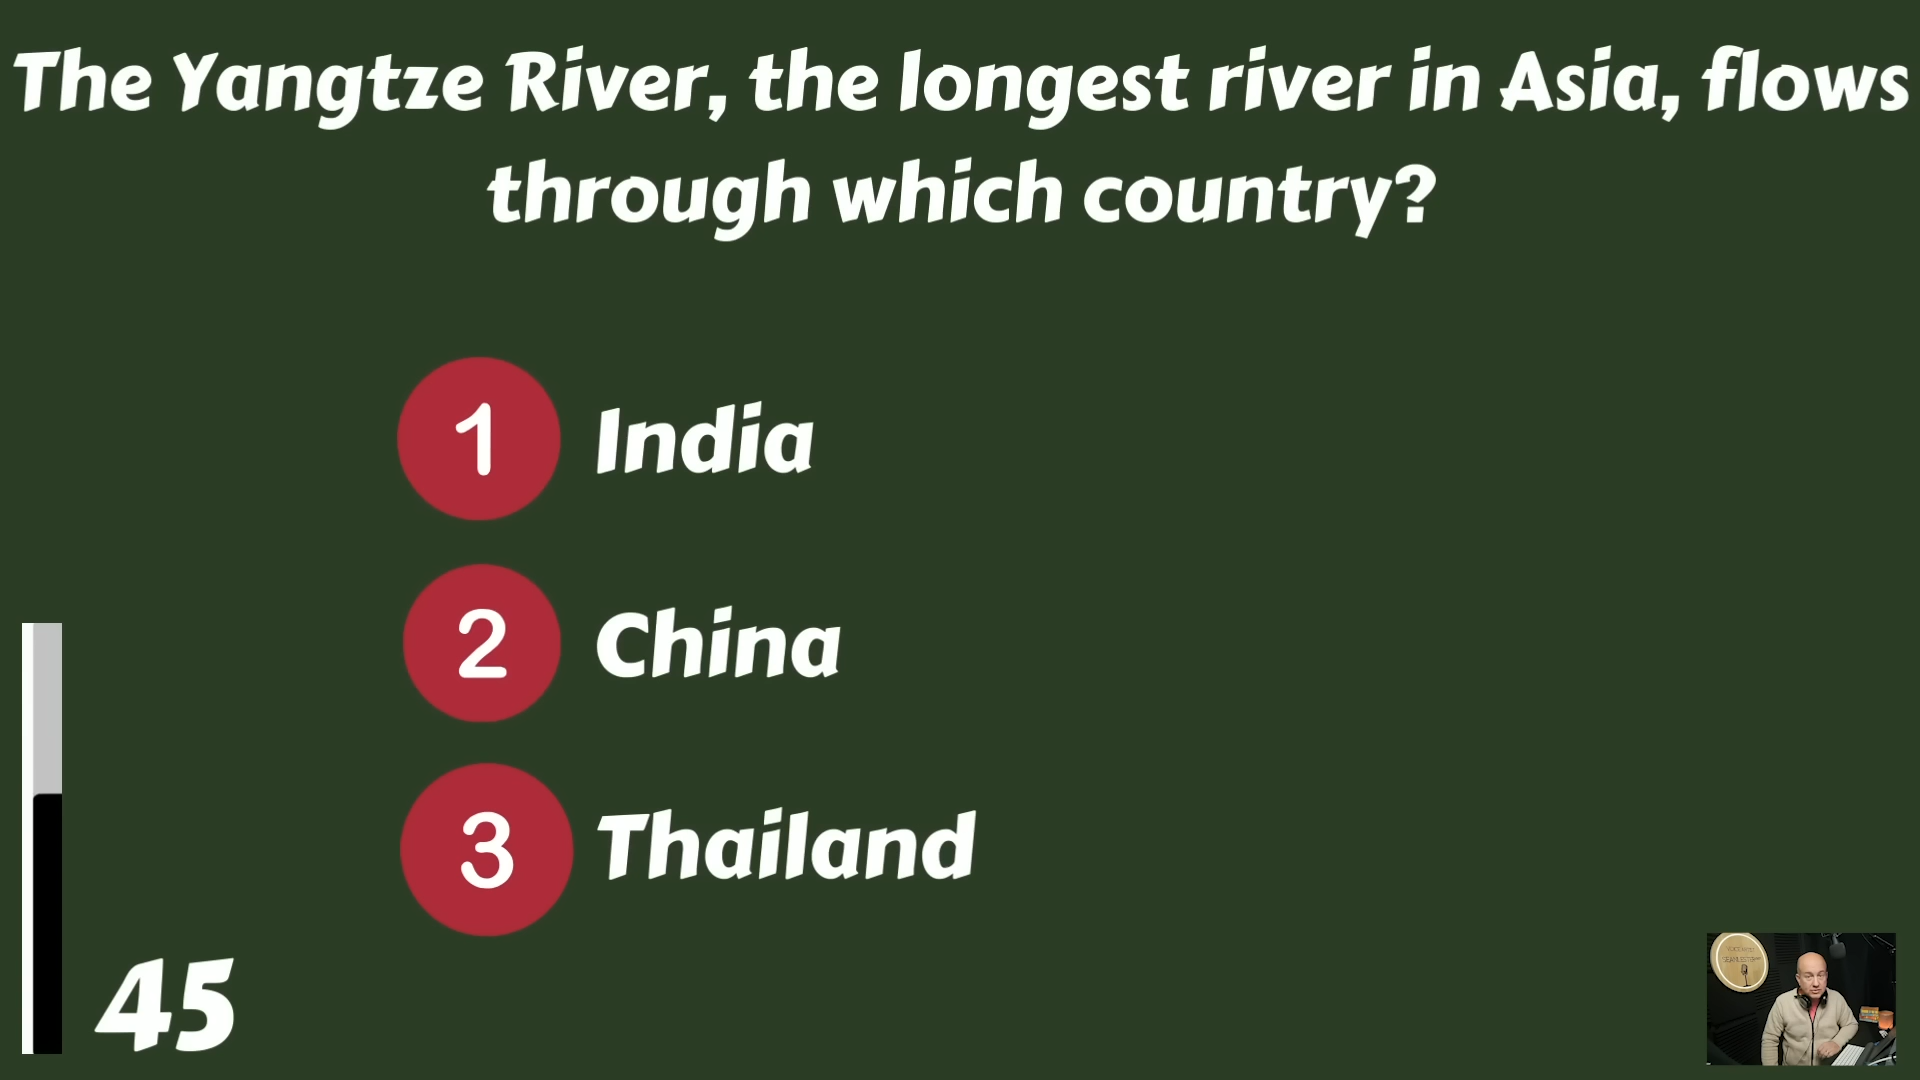 The Yangtze River, the longest river in Asia, flows
through which country?
1 India
2 China
3 Thailand
45